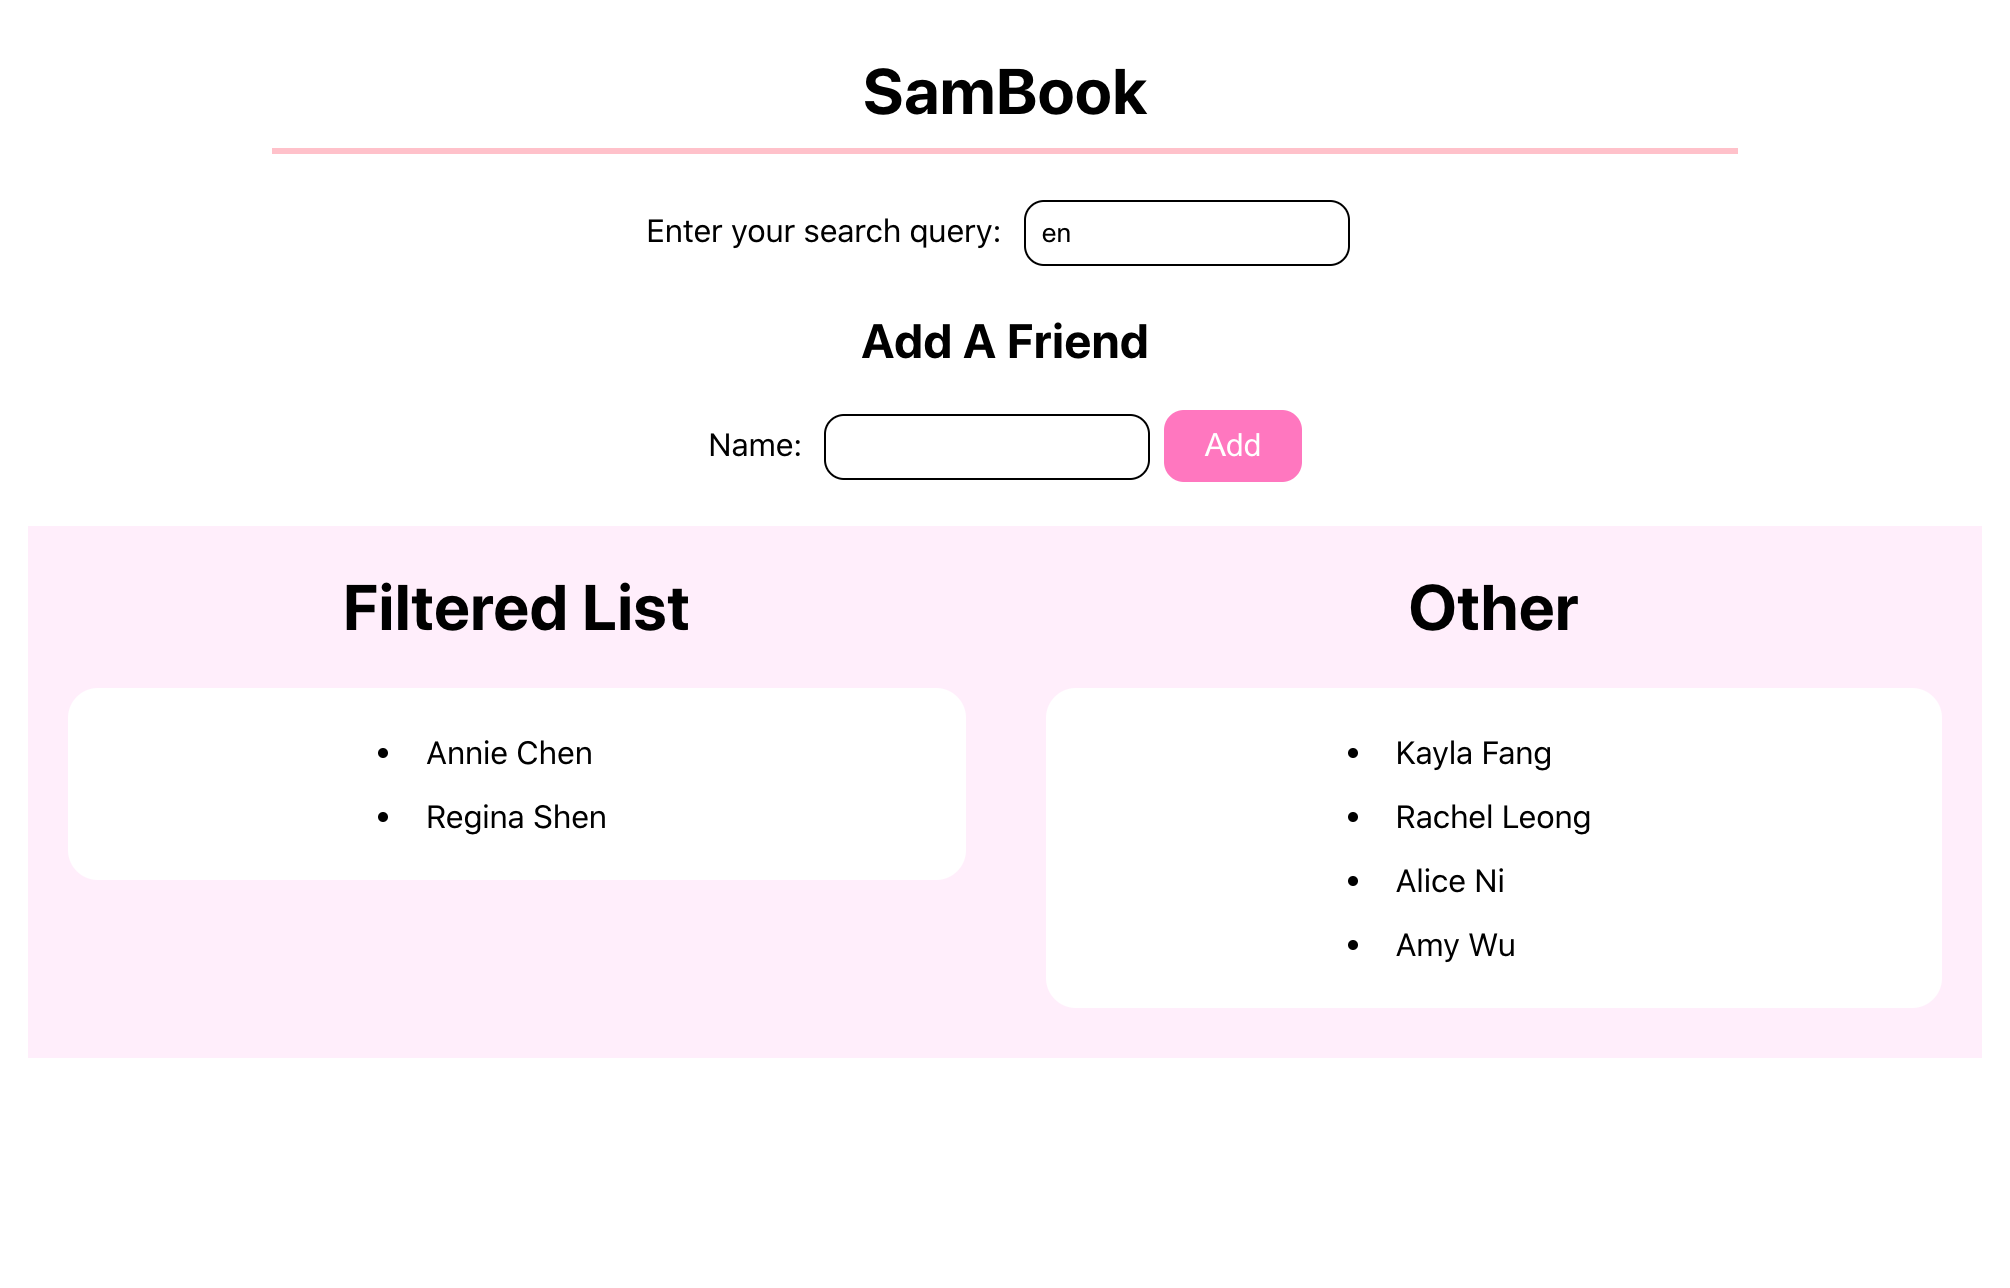 SamBook
Enter your search query: en
Add A Friend
Name: Add
Filtered List
• Annie Chen
• Regina Shen
Other
• Kayla Fang
• Rachel Leong
• Alice Ni
• Amy Wu